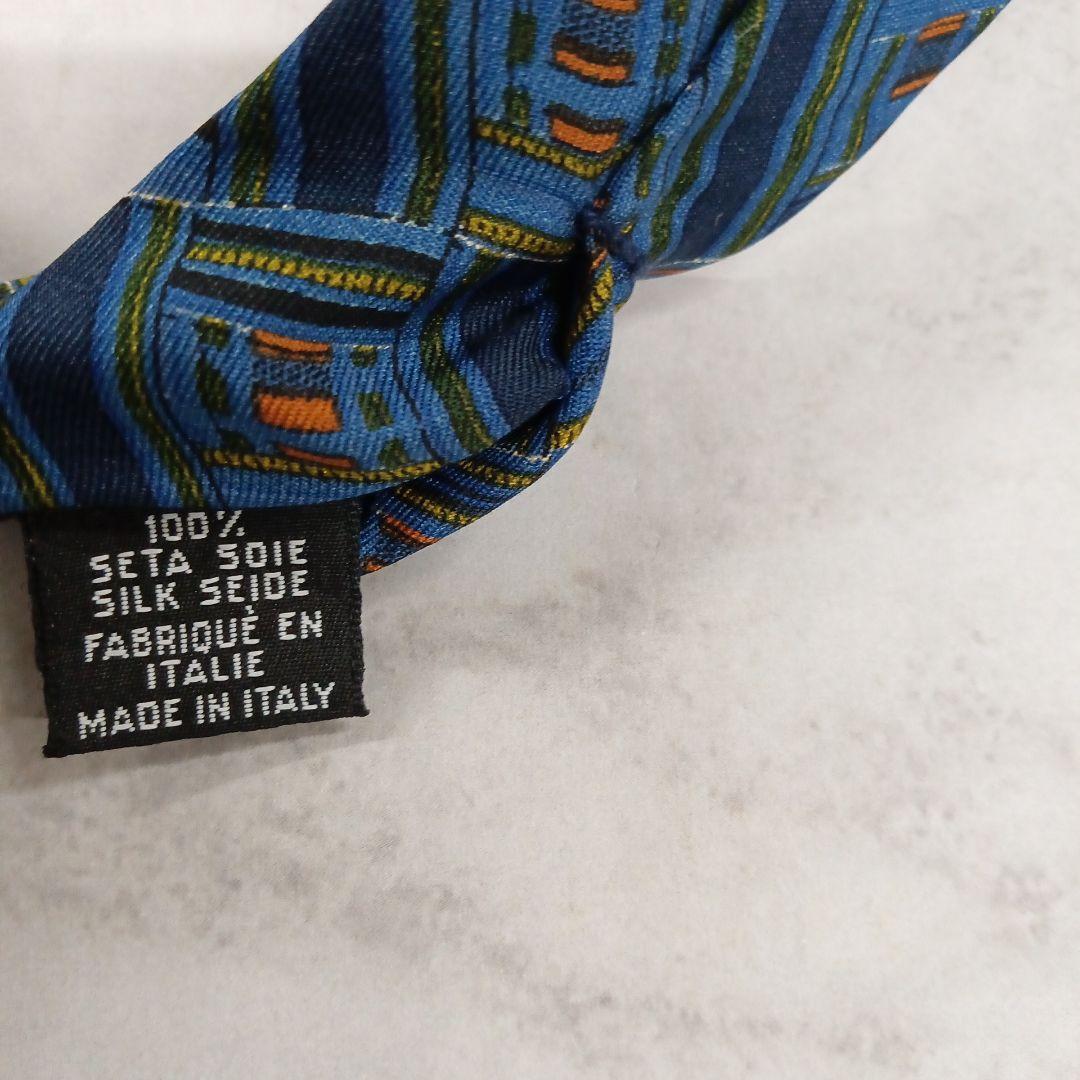 100%
SETA SOIE
SILK SEIDE
FABRIQUÈ EN
ITALIE
MADE IN ITALY